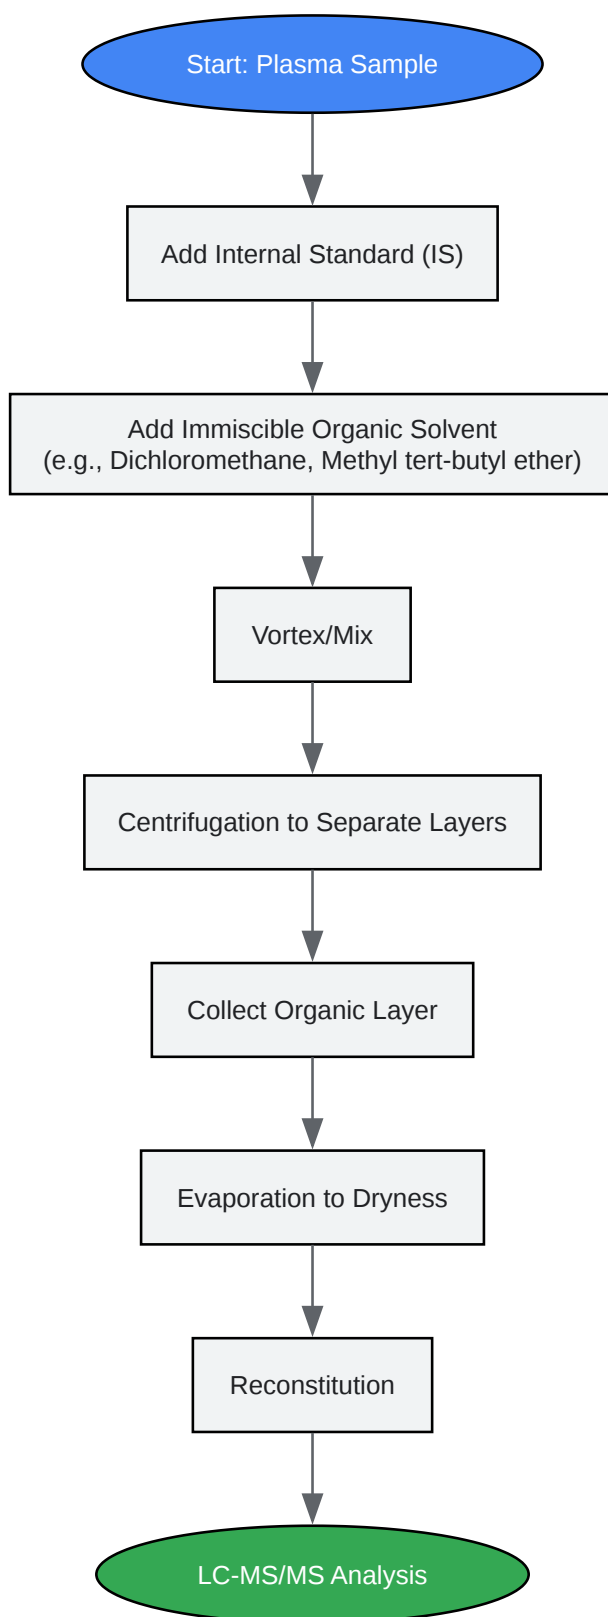 Start: Plasma Sample
Add Internal Standard (IS)
Add Immiscible Organic Solvent
(e.g., Dichloromethane, Methyl tert-butyl ether)
Vortex/Mix
Centrifugation to Separate Layers
Collect Organic Layer
Evaporation to Dryness
Reconstitution
LC-MS/MS Analysis